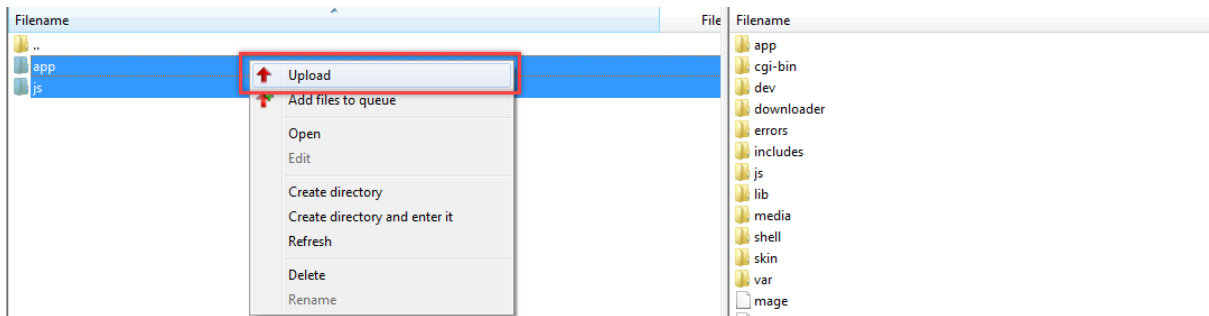 Filename File
..
app
js
Upload
Add files to queue
Open
Edit
Create directory
Create directory and enter it
Refresh
Delete
Rename
Filename
app
cgi-bin
dev
downloader
errors
includes
js
lib
media
shell
skin
var
mage